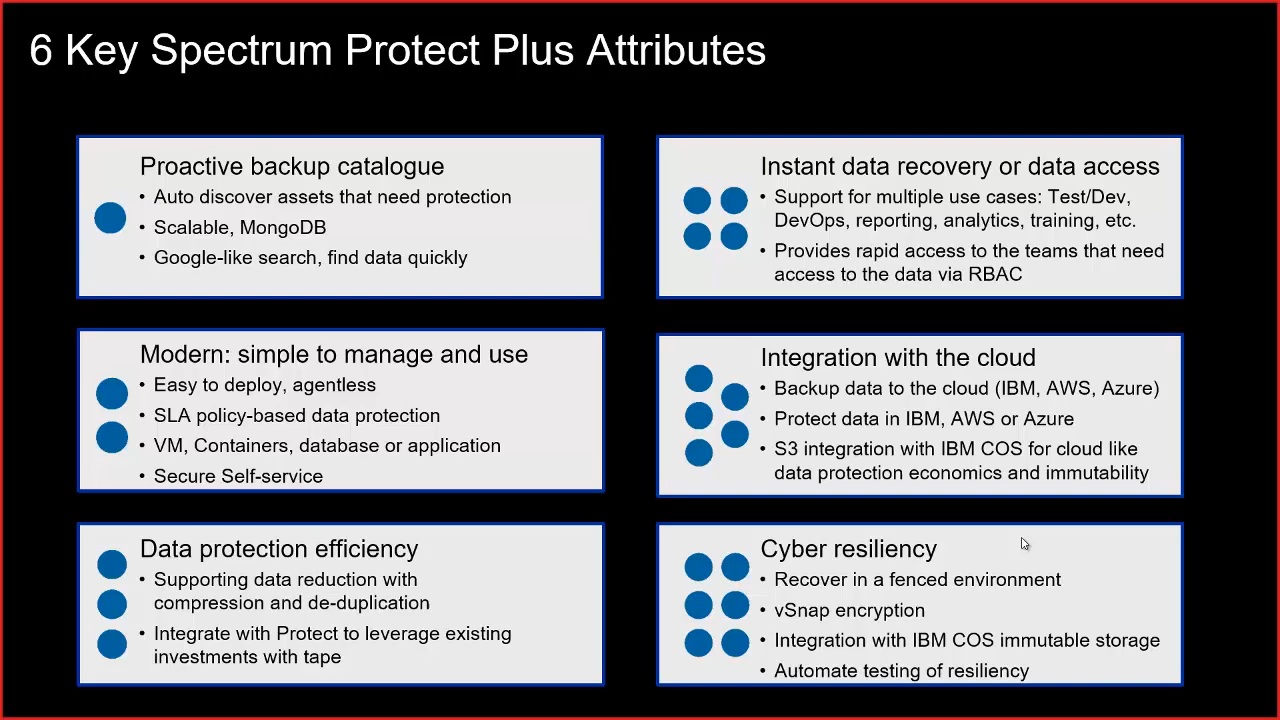 6 Key Spectrum Protect Plus Attributes
Proactive backup catalogue
• Auto discover assets that need protection
• Scalable, MongoDB
• Google-like search, find data quickly
Modern: simple to manage and use
• Easy to deploy, agentless
• SLA policy-based data protection
• VM, Containers, database or application
• Secure Self-service
Data protection efficiency
• Supporting data reduction with
compression and de-duplication
• Integrate with Protect to leverage existing
investments with tape
Instant data recovery or data access
• Support for multiple use cases: Test/Dev,
DevOps, reporting, analytics, training, etc.
• Provides rapid access to the teams that need
access to the data via RBAC
Integration with the cloud
• Backup data to the cloud (IBM, AWS, Azure)
• Protect data in IBM, AWS or Azure
• S3 integration with IBM COS for cloud like
data protection economics and immutability
Cyber resiliency
• Recover in a fenced environment
• vSnap encryption
• Integration with IBM COS immutable storage
• Automate testing of resiliency